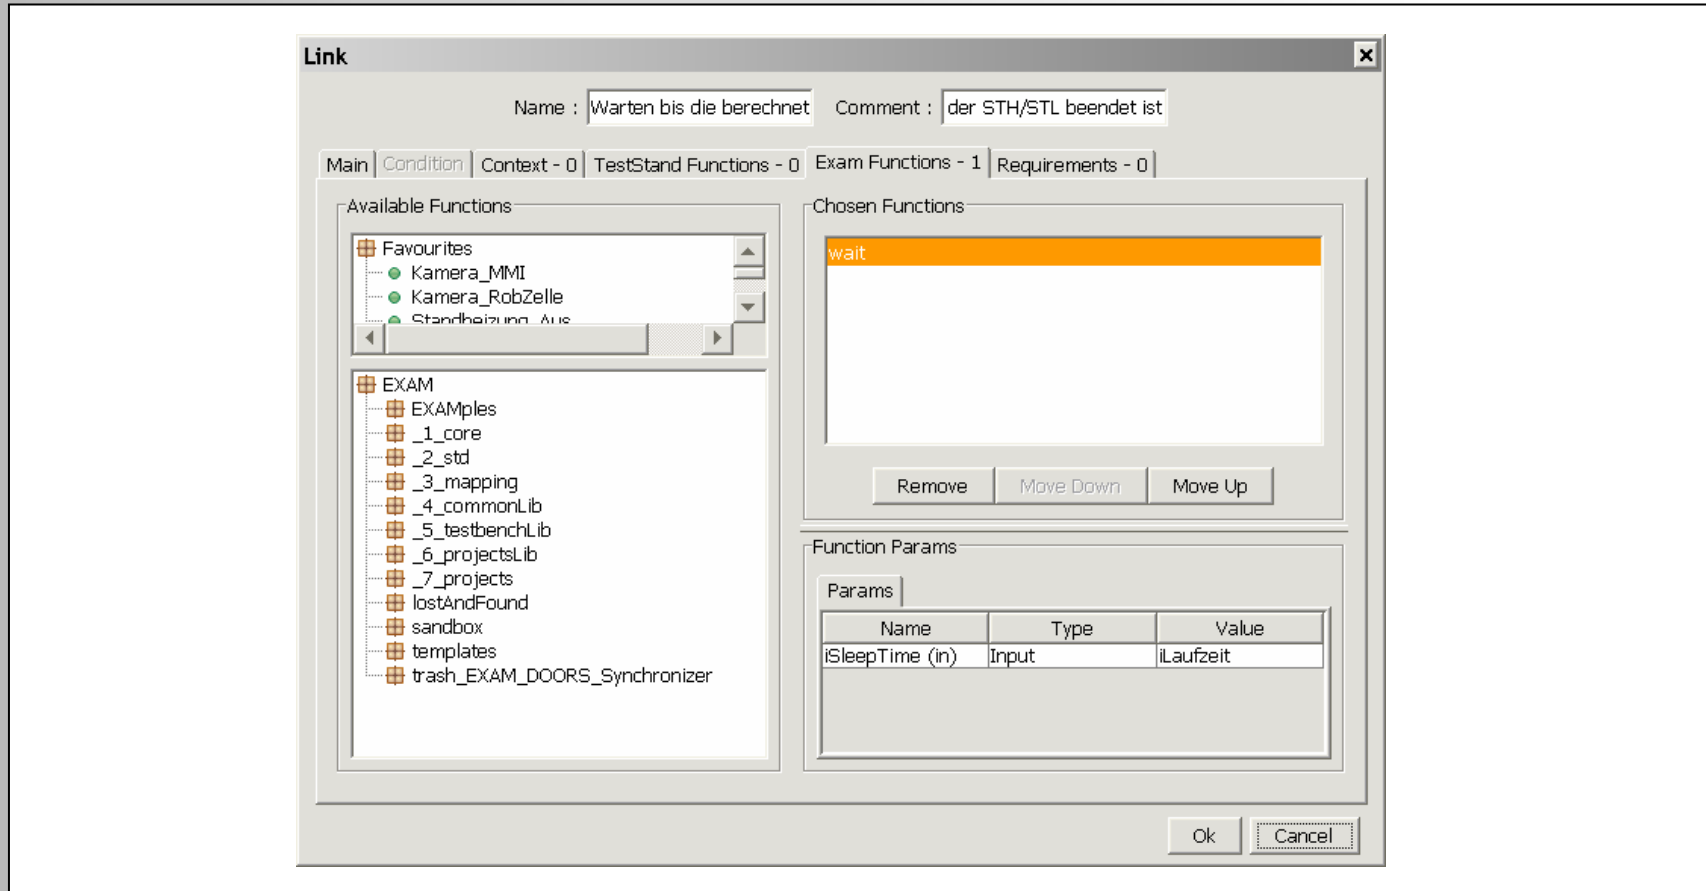 Link
Name : Warten bis die berechnet Comment : der STH/STL beendet ist
Main Condition Context - 0 TestStand Functions - 0 Exam Functions - 1 Requirements - 0
Available Functions
Favourites
Kamera_MMI
Kamera_RobZelle
Standheizung_Aus
EXAM
EXAMples
_1_core
_2_std
_3_mapping
_4_commonLib
_5_testbenchLib
_6_projectsLib
_7_projects
lostAndFound
sandbox
templates
trash_EXAM_DOORS_Synchronizer
Chosen Functions
wait
Remove Move Down Move Up
Function Params
Params
Name Type Value
iSleepTime (in) Input iLaufzeit
Ok Cancel